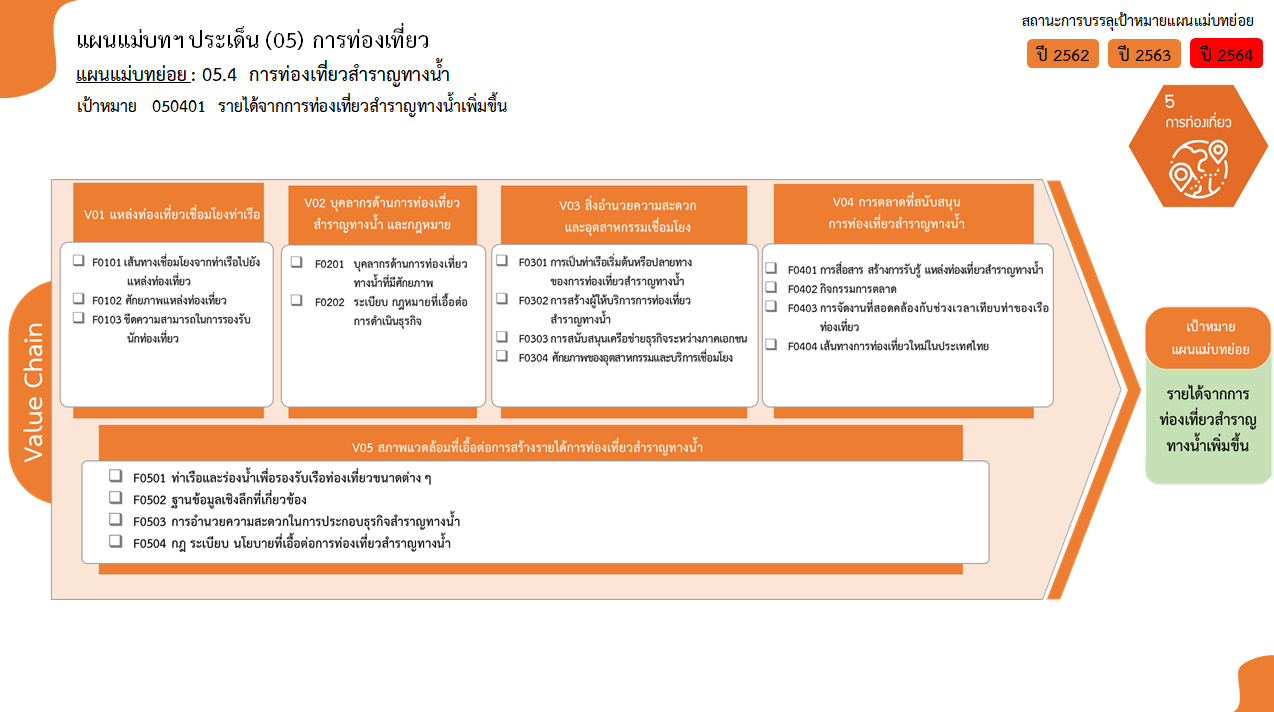 แผนแม่บทฯ ประเด็น (05) การท่องเที่ยว
แผนแม่บทย่อย : 05.4 การท่องเที่ยวสำราญทางน้ำ
เป้าหมาย 050401 รายได้จากการท่องเที่ยวสำราญทางน้ำเพิ่มขึ้น
สถานะการบรรลุเป้าหมายแผนแม่บทย่อย
ปี 2562 ปี 2563 ปี 2564
5
การท่องเที่ยว
Value Chain
V01 แหล่งท่องเที่ยวเชื่อมโยงท่าเรือ
F0101 เส้นทางเชื่อมโยงจากท่าเรือไปยัง
แหล่งท่องเที่ยว
F0102 ศักยภาพแหล่งท่องเที่ยว
F0103 ขีดความสามารถในการรองรับ
นักท่องเที่ยว
V02 บุคลากรด้านการท่องเที่ยว
สำราญทางน้ำ และกฎหมาย
F0201 บุคลากรด้านการท่องเที่ยว
ทางน้ำที่มีศักยภาพ
F0202 ระเบียบ กฎหมายที่เอื้อต่อ
การดำเนินธุรกิจ
V03 สิ่งอำนวยความสะดวก
และอุตสาหกรรมเชื่อมโยง
F0301 การเป็นท่าเรือเริ่มต้นหรือปลายทาง
ของการท่องเที่ยวสำราญทางน้ำ
F0302 การสร้างผู้ให้บริการการท่องเที่ยว
สำราญทางน้ำ
F0303 การสนับสนุนเครือข่ายธุรกิจระหว่างภาคเอกชน
F0304 ศักยภาพของอุตสาหกรรมและบริการเชื่อมโยง
V04 การตลาดที่สนับสนุน
การท่องเที่ยวสำราญทางน้ำ
F0401 การสื่อสาร สร้างการรับรู้ แหล่งท่องเที่ยวสำราญทางน้ำ
F0402 กิจกรรมการตลาด
F0403 การจัดงานที่สอดคล้องกับช่วงเวลาเทียบท่าของเรือ
ท่องเที่ยว
F0404 เส้นทางการท่องเที่ยวใหม่ในประเทศไทย
V05 สภาพแวดล้อมที่เอื้อต่อการสร้างรายได้การท่องเที่ยวสำราญทางน้ำ
F0501 ท่าเรือและร่องน้ำเพื่อรองรับเรือท่องเที่ยวขนาดต่าง ๆ
F0502 ฐานข้อมูลเชิงลึกที่เกี่ยวข้อง
F0503 การอำนวยความสะดวกในการประกอบธุรกิจสำราญทางน้ำ
F0504 กฎ ระเบียบ นโยบายที่เอื้อต่อการท่องเที่ยวสำราญทางน้ำ
เป้าหมาย
แผนแม่บทย่อย
รายได้จากการ
ท่องเที่ยวสำราญ
ทางน้ำเพิ่มขึ้น